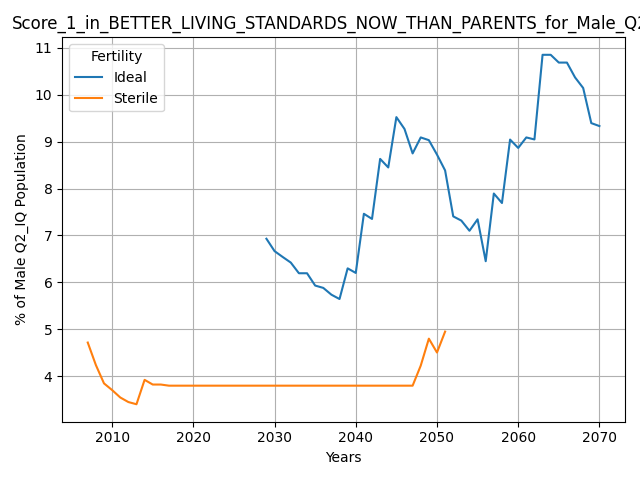 Score_1_in_BETTER_LIVING_STANDARDS_NOW_THAN_PARENTS_for_Male_Q2
Fertility
Ideal
Sterile
% of Male Q2_IQ Population
11
10
9
8
7
6
5
4
2010 2020 2030 2040 2050 2060 2070
Years